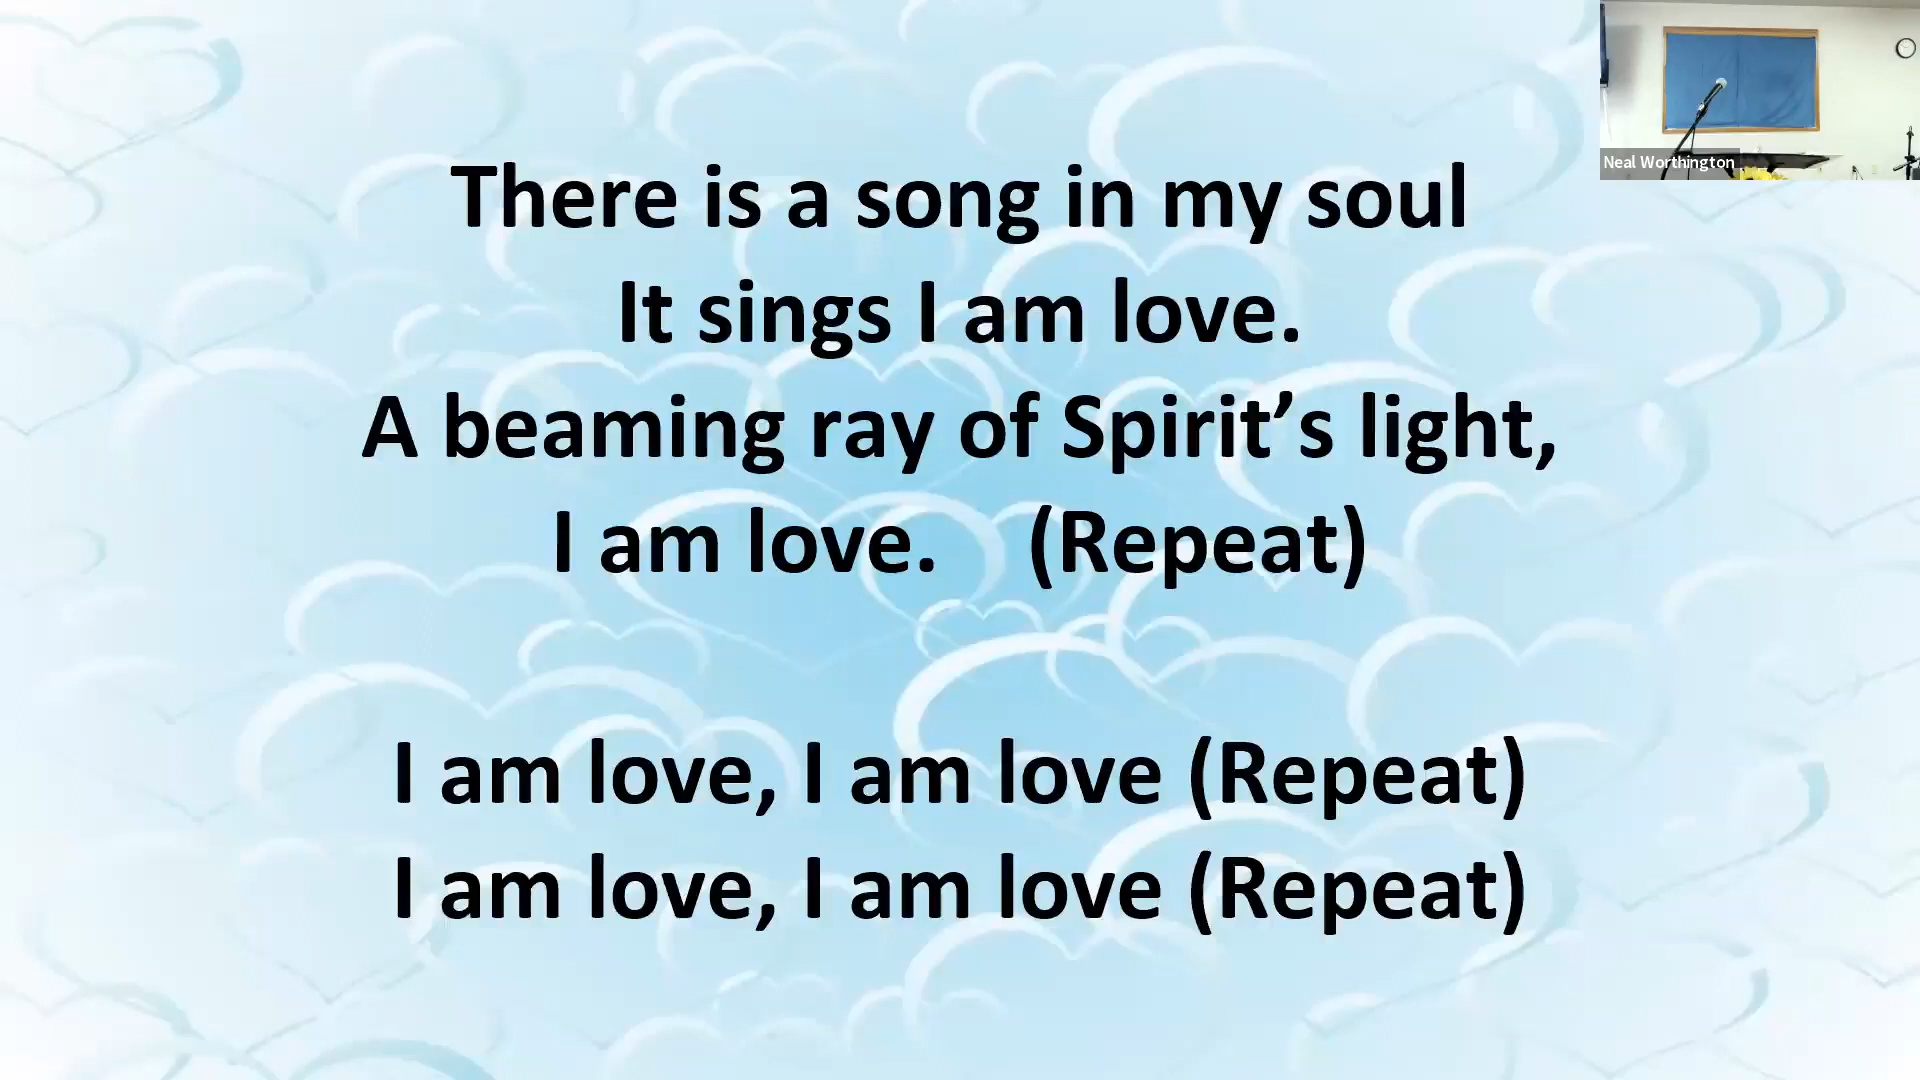 There is a song in my soul
It sings I am love.
A beaming ray of Spirit’s light,
I am love. (Repeat)
I am love, I am love (Repeat)
I am love, I am love (Repeat)
Neal Worthington